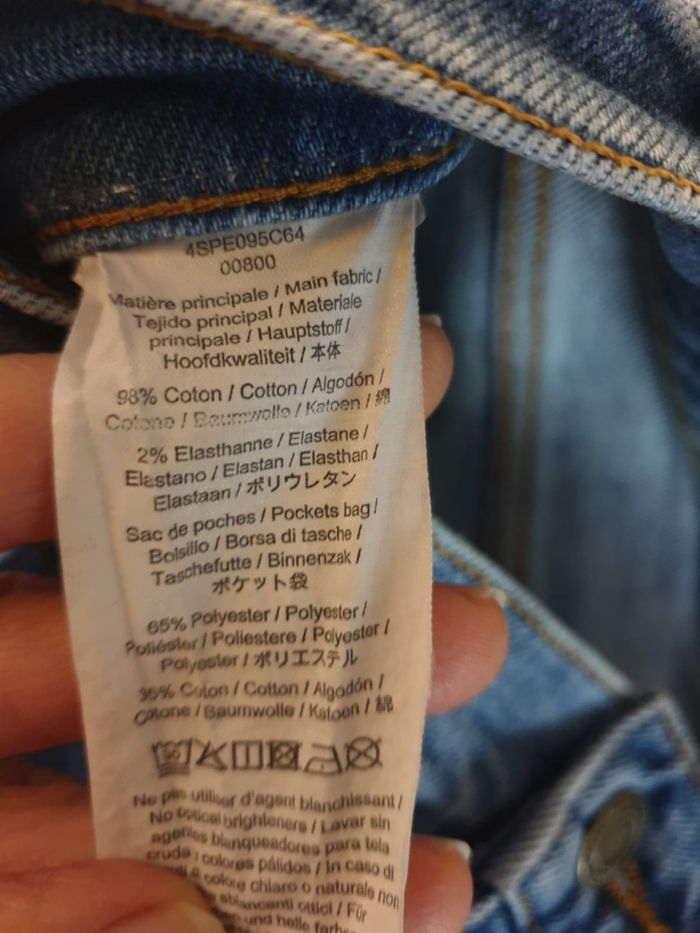 4SPE095C64
00800
Matière principale / Main fabric /
Tejido principal / Materiale
principale / Hauptstoff /
Hoofdkwaliteit / 本体
98% Coton / Cotton / Algodón /
Cotone / Baumwolle / Katoen / 綿
2% Elasthanne / Elastane /
Elastano / Elastan / Elasthan /
Elastaan / ポリウレタン
Sac de poches / Pockets bag /
Bolsillo / Borsa di tasche /
Taschefutte / Binnenzak /
ポケット袋
65% Polyester / Polyester /
Poliéster / Poliestere / Polyester /
Polyester / ポリエステル
35% Coton / Cotton / Algodón /
Cotone / Baumwolle / Katoen / 綿
Ne pas utiliser d'agent blanchissant /
No optical brighteners / Lavar sin
agentes blanqueadores para tela
cruda / colores pálidos / In caso di
colore chiaro o naturale non
sbiancanti ottici / Für
und helle